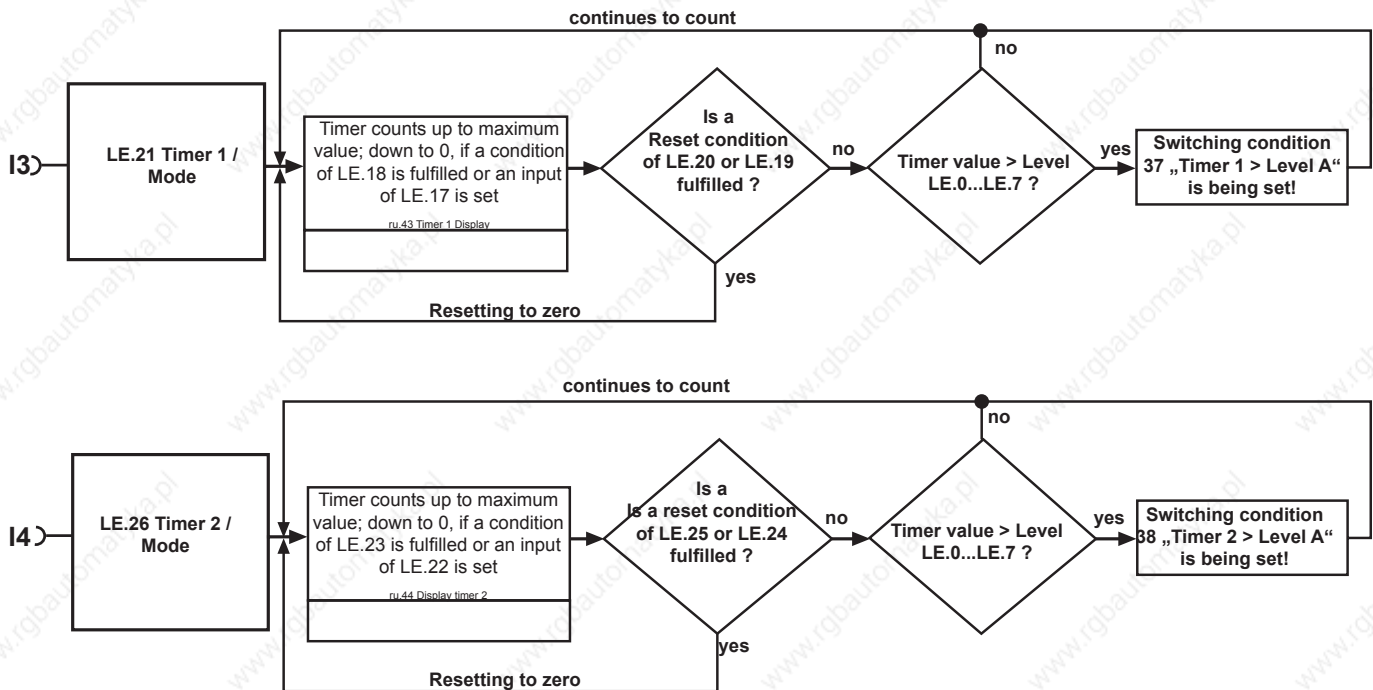 continues to count
no
I3
LE.21 Timer 1 /
Mode
Timer counts up to maximum
value; down to 0, if a condition
of LE.18 is fulfilled or an input
of LE.17 is set
ru.43 Timer 1 Display
Is a
Reset condition
of LE.20 or LE.19
fulfilled ?
no
Timer value > Level
LE.0...LE.7 ?
yes
Switching condition
37 „Timer 1 > Level A“
is being set!
yes
Resetting to zero
continues to count
no
I4
LE.26 Timer 2 /
Mode
Timer counts up to maximum
value; down to 0, if a condition
of LE.23 is fulfilled or an input
of LE.22 is set
ru.44 Display timer 2
Is a
Is a reset condition
of LE.25 or LE.24
fulfilled ?
no
Timer value > Level
LE.0...LE.7 ?
yes
Switching condition
38 „Timer 2 > Level A“
is being set!
yes
Resetting to zero
www.rgbautomatyka.pl